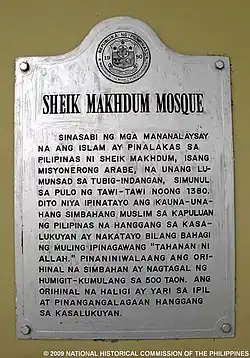 SHEIK MAKHDUM MOSQUE
SINASABI NG MGA MANANALAYSAY
NA ANG ISLAM AY PINALAKAS SA
PILIPINAS NI SHEIK MAKHDUM, ISANG
MISYONERONG ARABE, NA UNANG LU-
MUNSAD SA TUBIG-INDANGAN, SIMUNUL
SA PULO NG TAWI-TAWI NOONG 1380.
DITO NIYA IPINATAYO ANG KAUNA-UNA-
HANG SIMBAHANG MUSLIM SA KAPULUAN
NG PILIPINAS NA HANGGANG SA KASA-
LUKUYAN AY NAKATAYO BILANG BAHAGI
NG MULING IPINAGAWANG "TAHANAN NI
ALLAH." PINANINIWALAANG ANG ORI-
HINAL NA SIMBAHAN AY NAGTAGAL NG
HUMIGIT-KUMULANG SA 500 TAON. ANG
ORIHINAL NA HALIGI AY YARI SA IPIL
AT PINANGANGALAGAAN HANGGANG
SA KASALUKUYAN.
© 2009 NATIONAL HISTORICAL COMMISSION OF THE PHILIPPINES